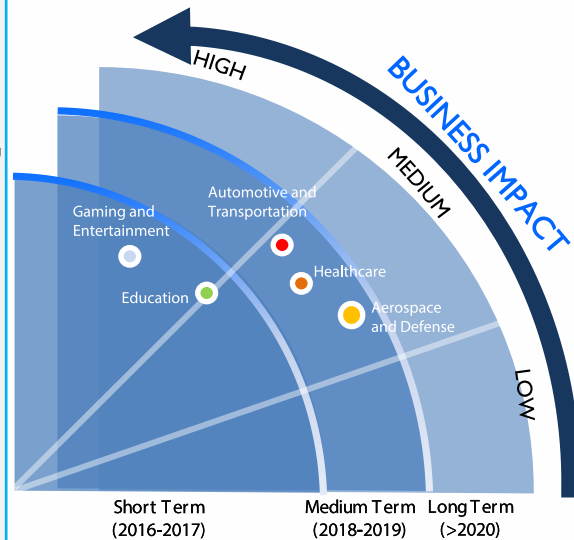 HIGH
BUSINESS IMPACT
MEDIUM
LOW
Automotive and
Transportation
Gaming and
Entertainment
Healthcare
Education
Aerospace
and Defense
Short Term
(2016-2017)
Medium Term
(2018-2019)
Long Term
(>2020)